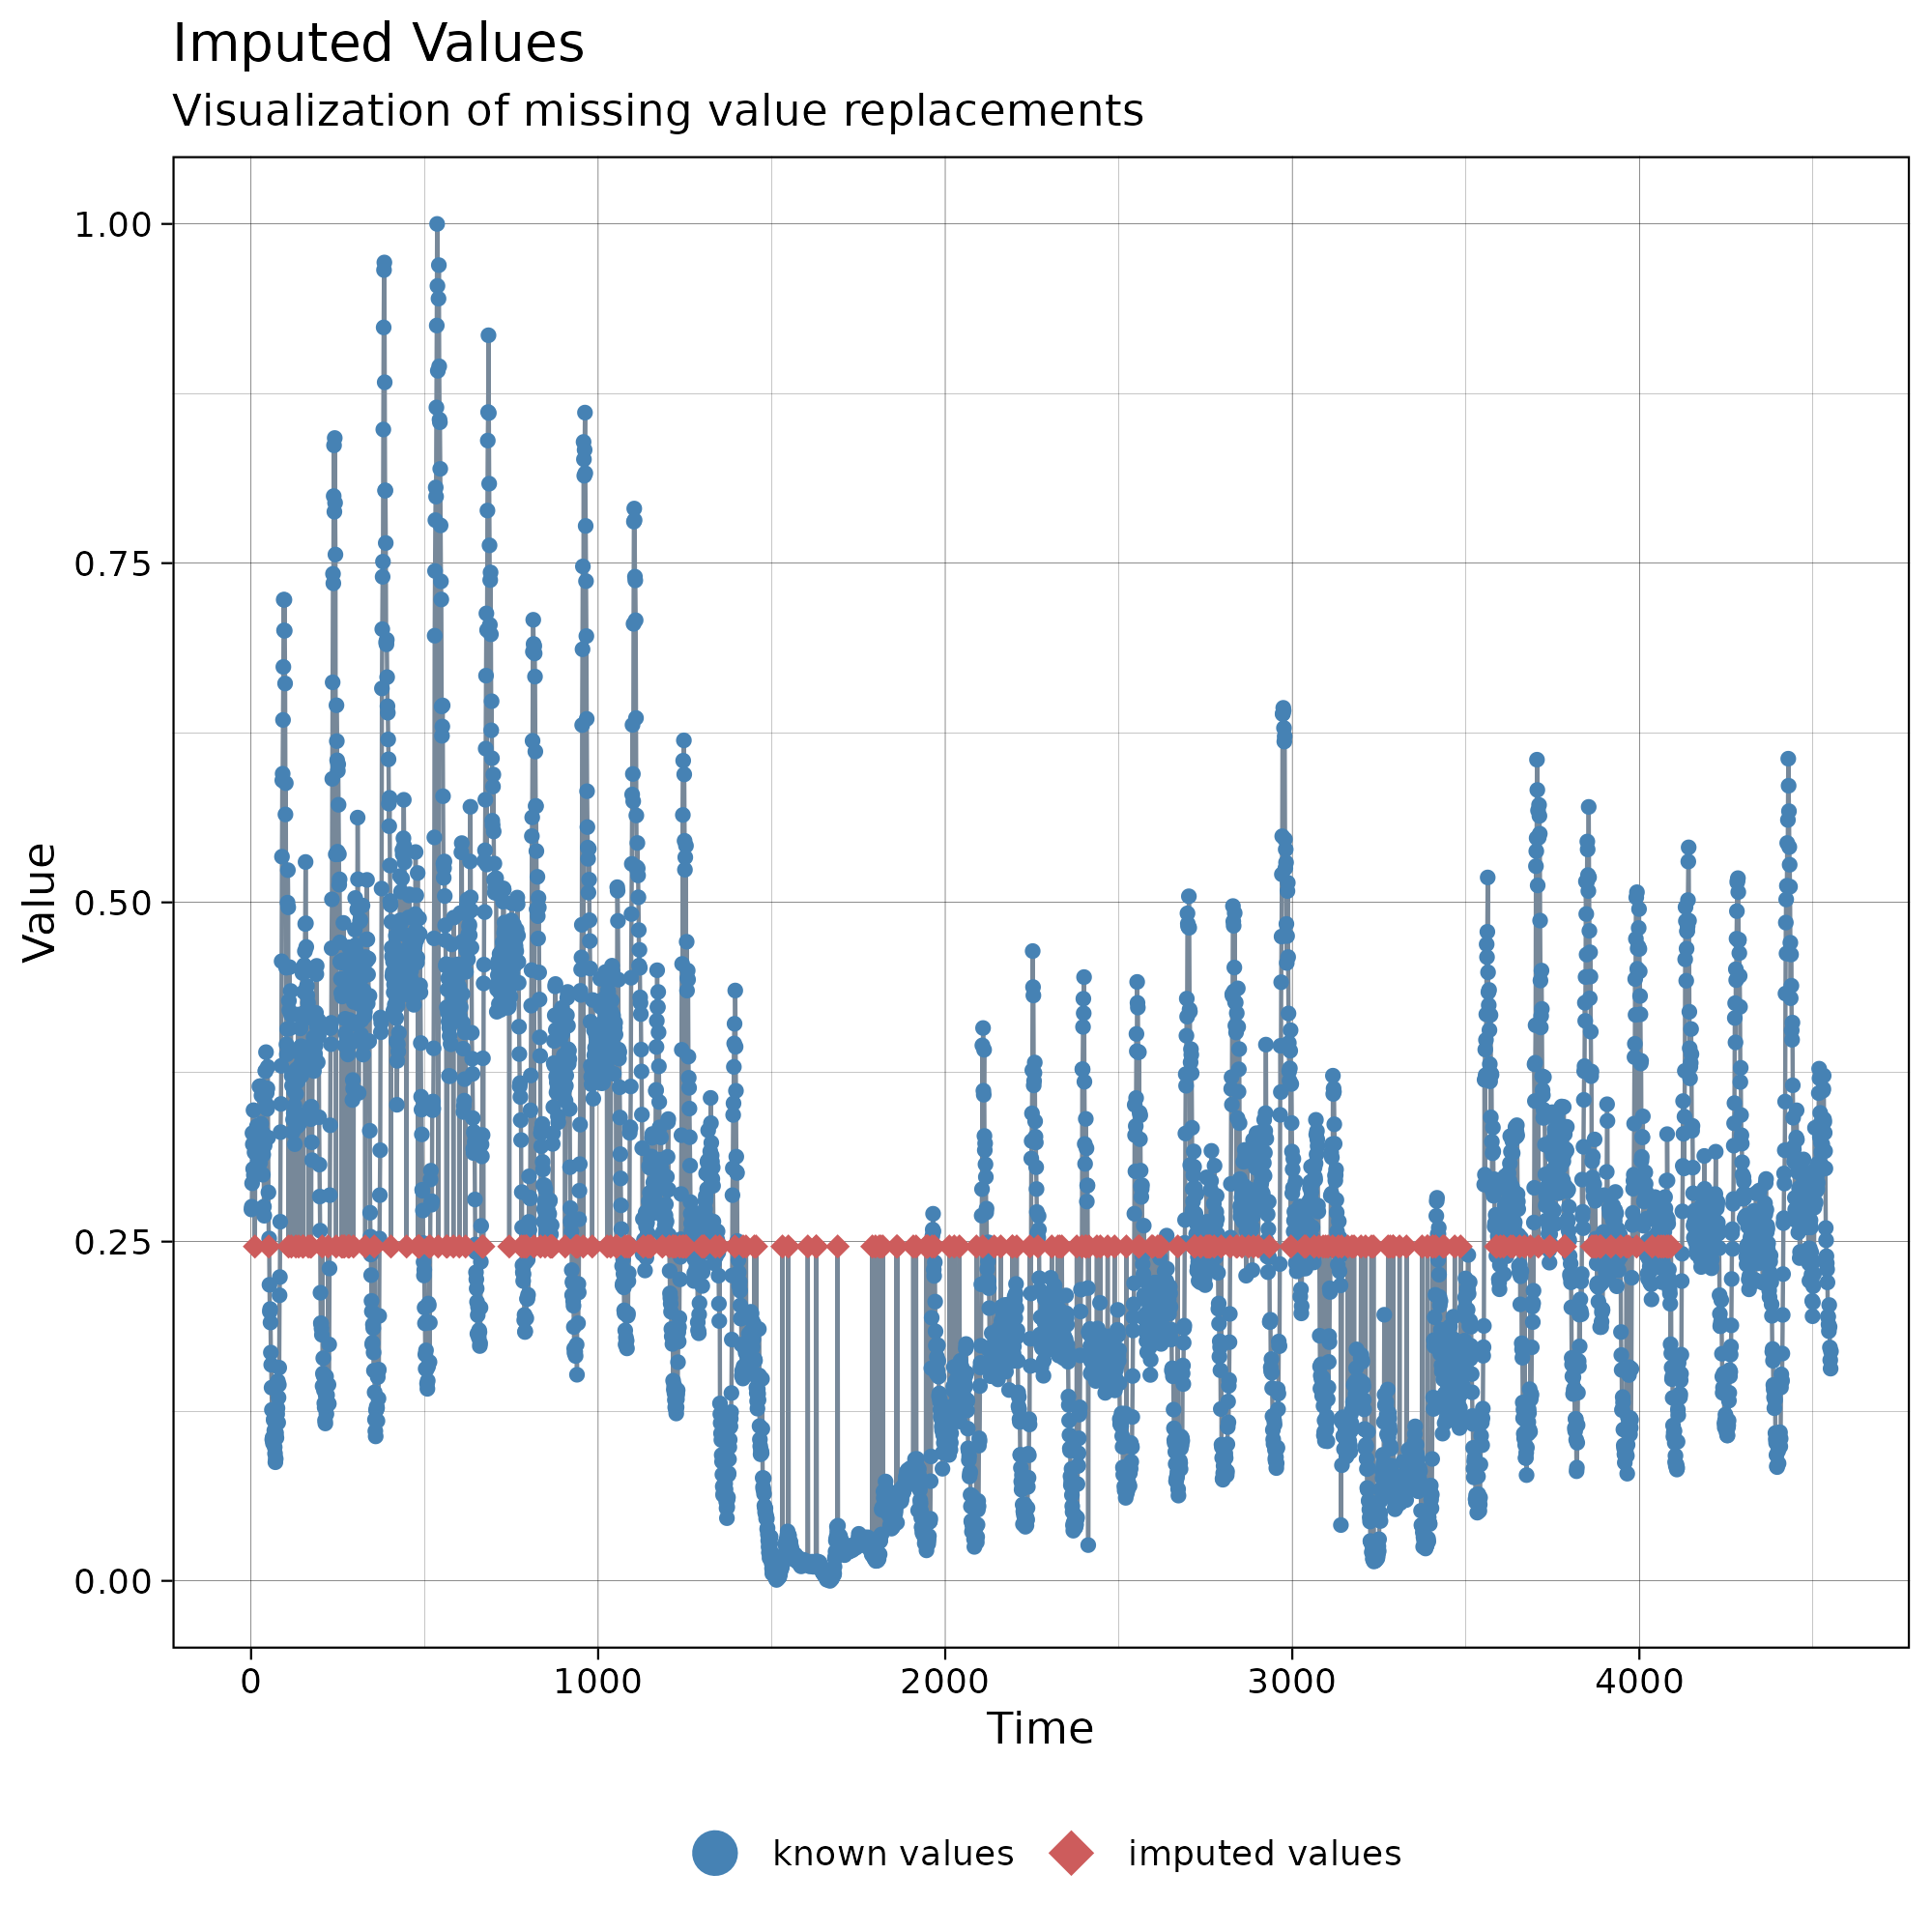 Imputed Values
Visualization of missing value replacements
1.00
0.75
0.50
0.25
0.00
Value
0 1000 2000 3000 4000
Time
known values imputed values